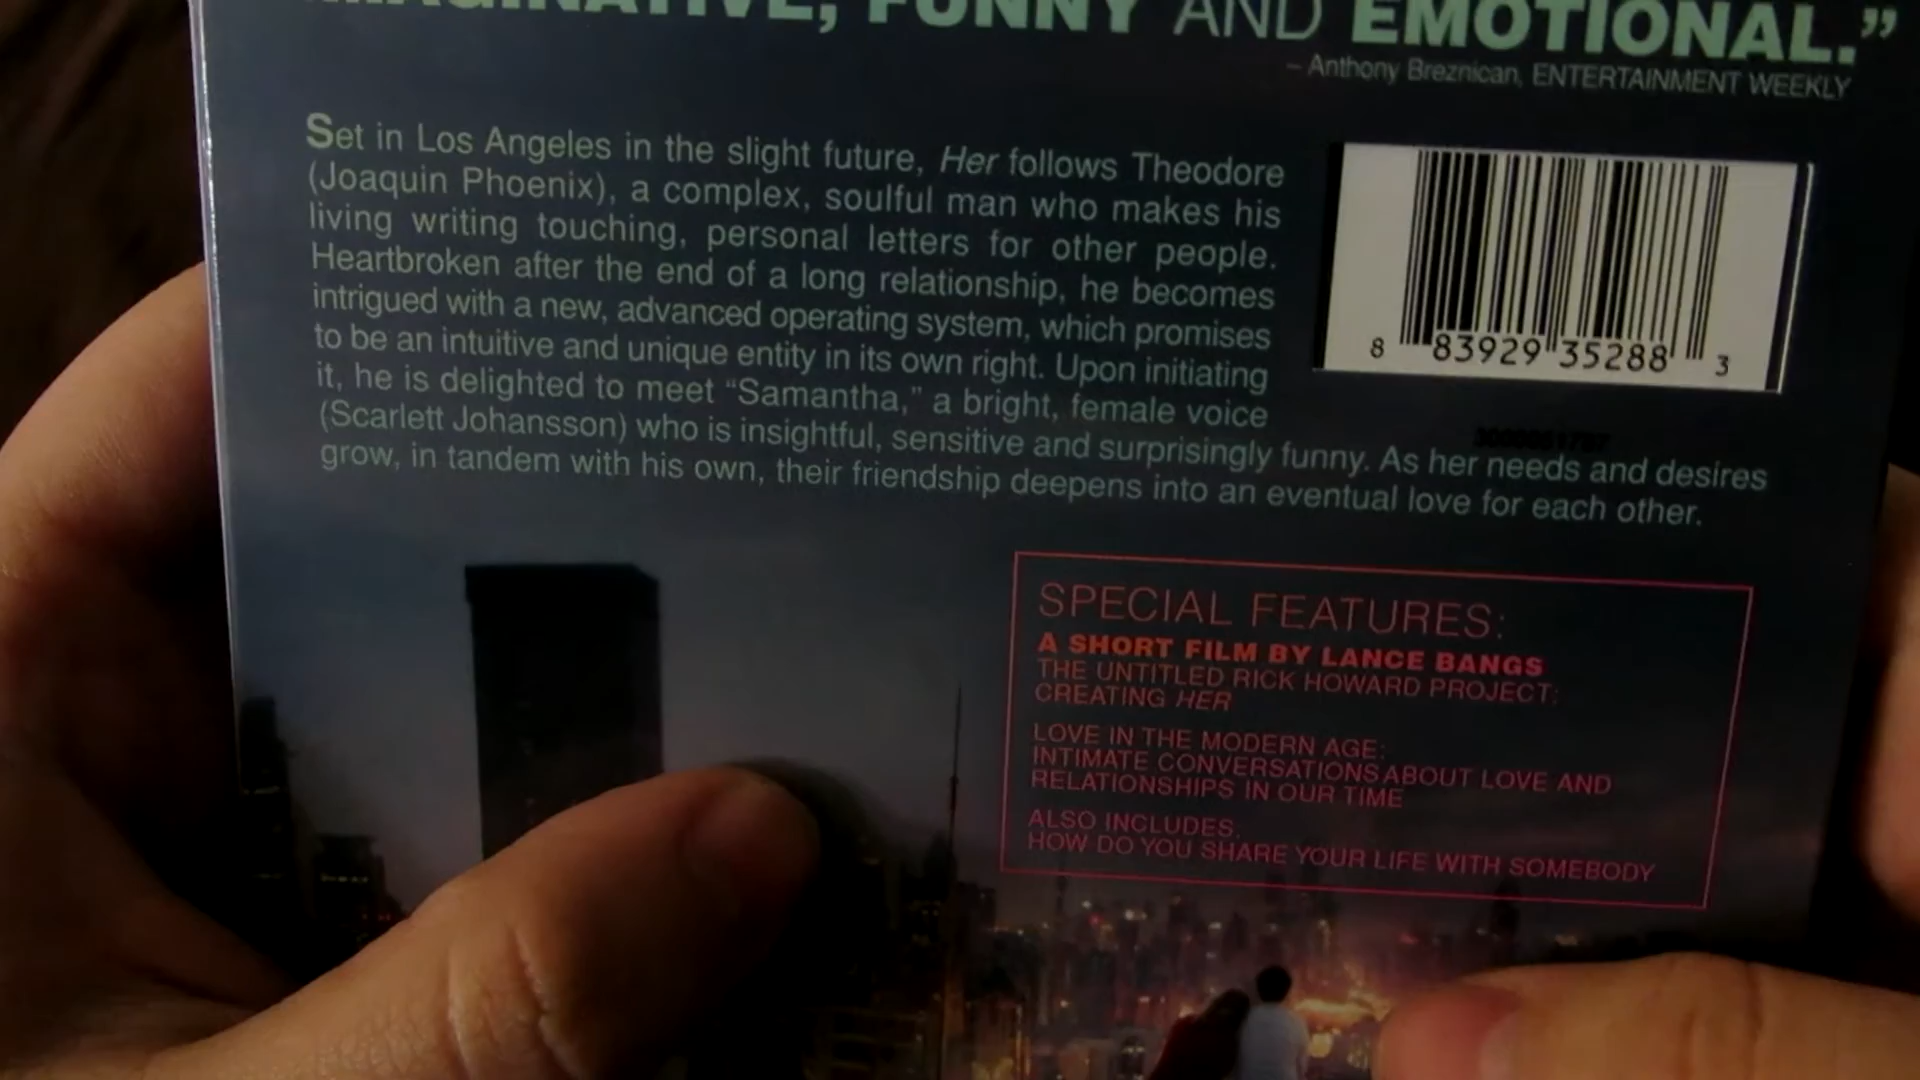 FUNNY AND EMOTIONAL.”
– Anthony Breznican, ENTERTAINMENT WEEKLY
Set in Los Angeles in the slight future, Her follows Theodore
(Joaquin Phoenix), a complex, soulful man who makes his
living writing touching, personal letters for other people.
Heartbroken after the end of a long relationship, he becomes
intrigued with a new, advanced operating system, which promises
to be an intuitive and unique entity in its own right. Upon initiating
it, he is delighted to meet “Samantha,” a bright, female voice
(Scarlett Johansson) who is insightful, sensitive and surprisingly funny. As her needs and desires
grow, in tandem with his own, their friendship deepens into an eventual love for each other.
8 83929 35288 3
SPECIAL FEATURES:
A SHORT FILM BY LANCE BANGS
THE UNTITLED RICK HOWARD PROJECT:
CREATING HER
LOVE IN THE MODERN AGE:
INTIMATE CONVERSATIONS ABOUT LOVE AND
RELATIONSHIPS IN OUR TIME
ALSO INCLUDES:
HOW DO YOU SHARE YOUR LIFE WITH SOMEBODY